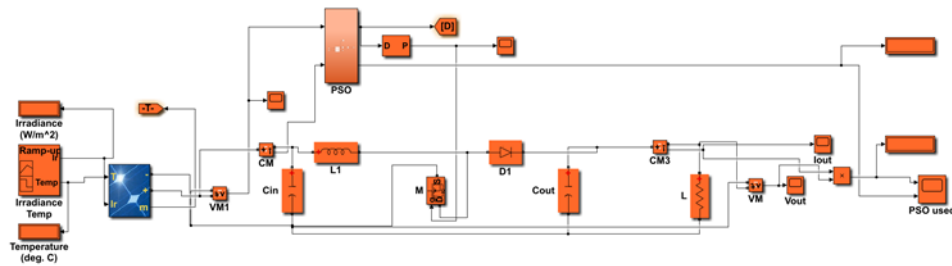 [D]
D P
PSO
-T-
Irradiance
(W/m^2)
Ramp-up
Ir
Temp
Irradiance
Temp
Temperature
(deg. C)
T
Ir
-
+
m
VM1
CM
Cin
L1
M
D1
Cout
CM3
L
VM
Vout
Iout
×
PSO used